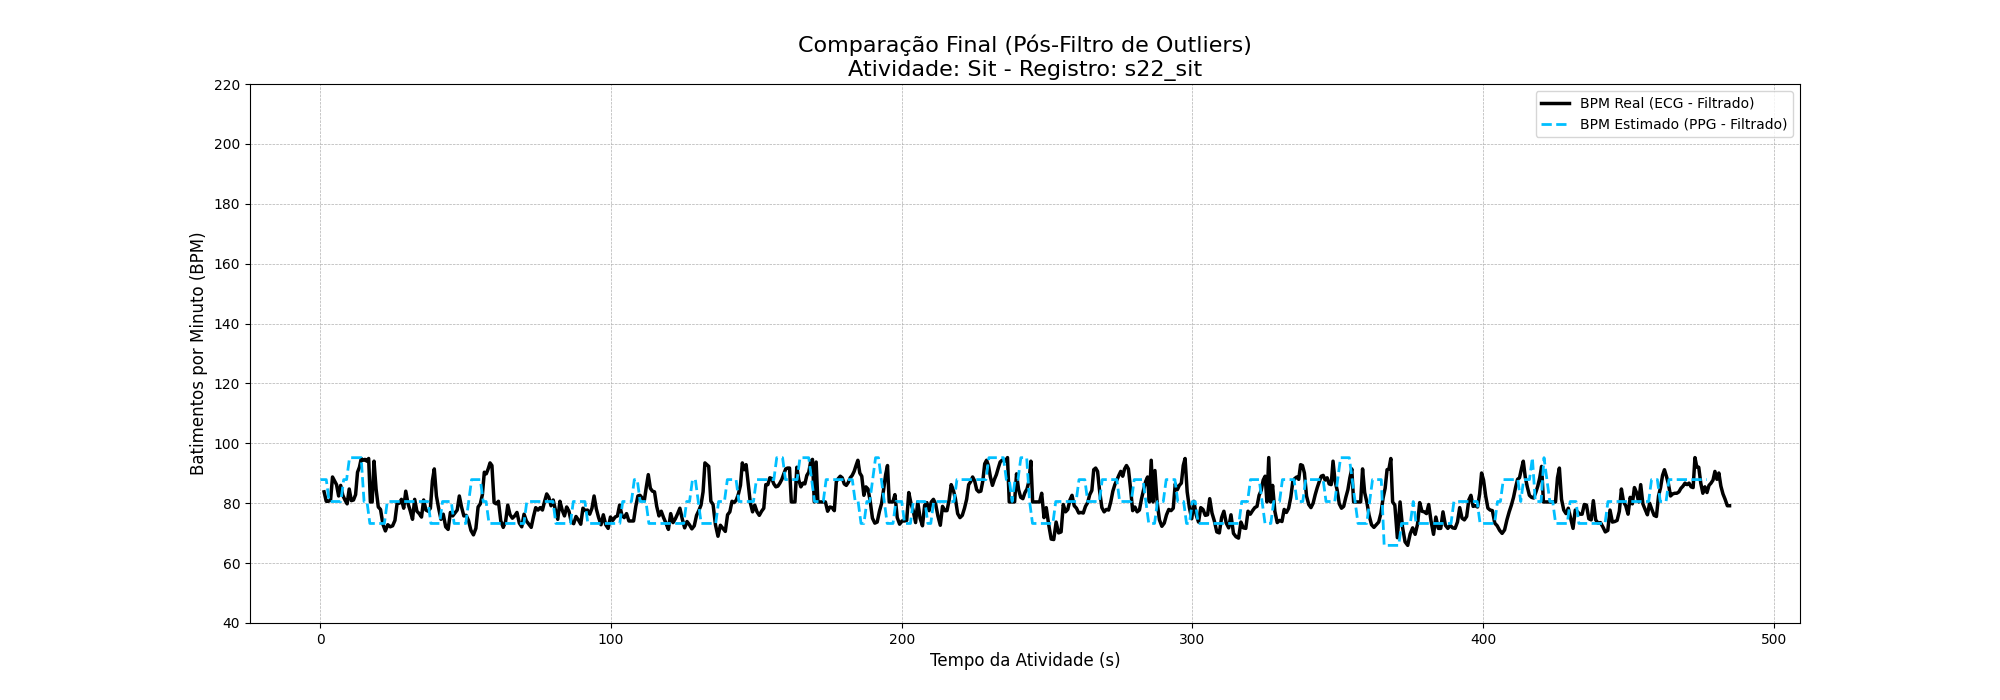 Comparação Final (Pós-Filtro de Outliers)
Atividade: Sit - Registro: s22_sit
BPM Real (ECG - Filtrado)
BPM Estimado (PPG - Filtrado)
Batimentos por Minuto (BPM)
220
200
180
160
140
120
100
80
60
40
0
100
200
300
400
500
Tempo da Atividade (s)